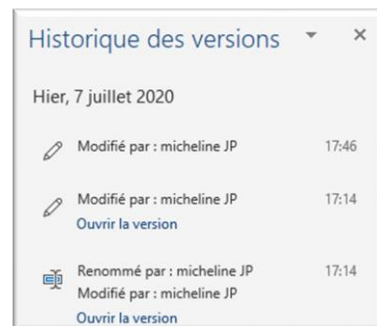 Historique des versions
Hier, 7 juillet 2020
Modifié par : micheline JP 17:46
Modifié par : micheline JP 17:14
Ouvrir la version
Renommé par : micheline JP 17:14
Modifié par : micheline JP
Ouvrir la version